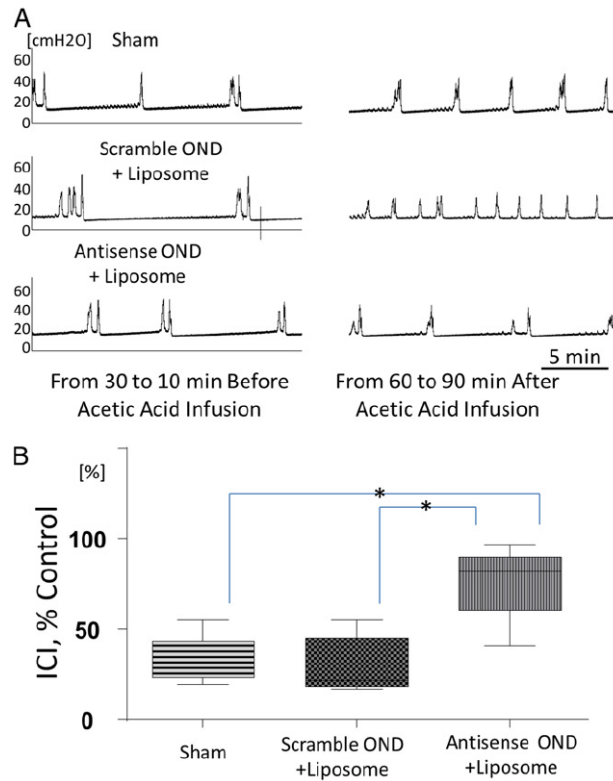 A
[cmH2O] Sham
60
40
20
0
Scramble OND
+ Liposome
60
40
20
0
Antisense OND
+ Liposome
60
40
20
0
5 min
From 30 to 10 min Before
Acetic Acid Infusion
From 60 to 90 min After
Acetic Acid Infusion
B
[%]
ICI, % Control
100
50
0
*
*
Sham
Scramble OND
+Liposome
Antisense OND
+Liposome